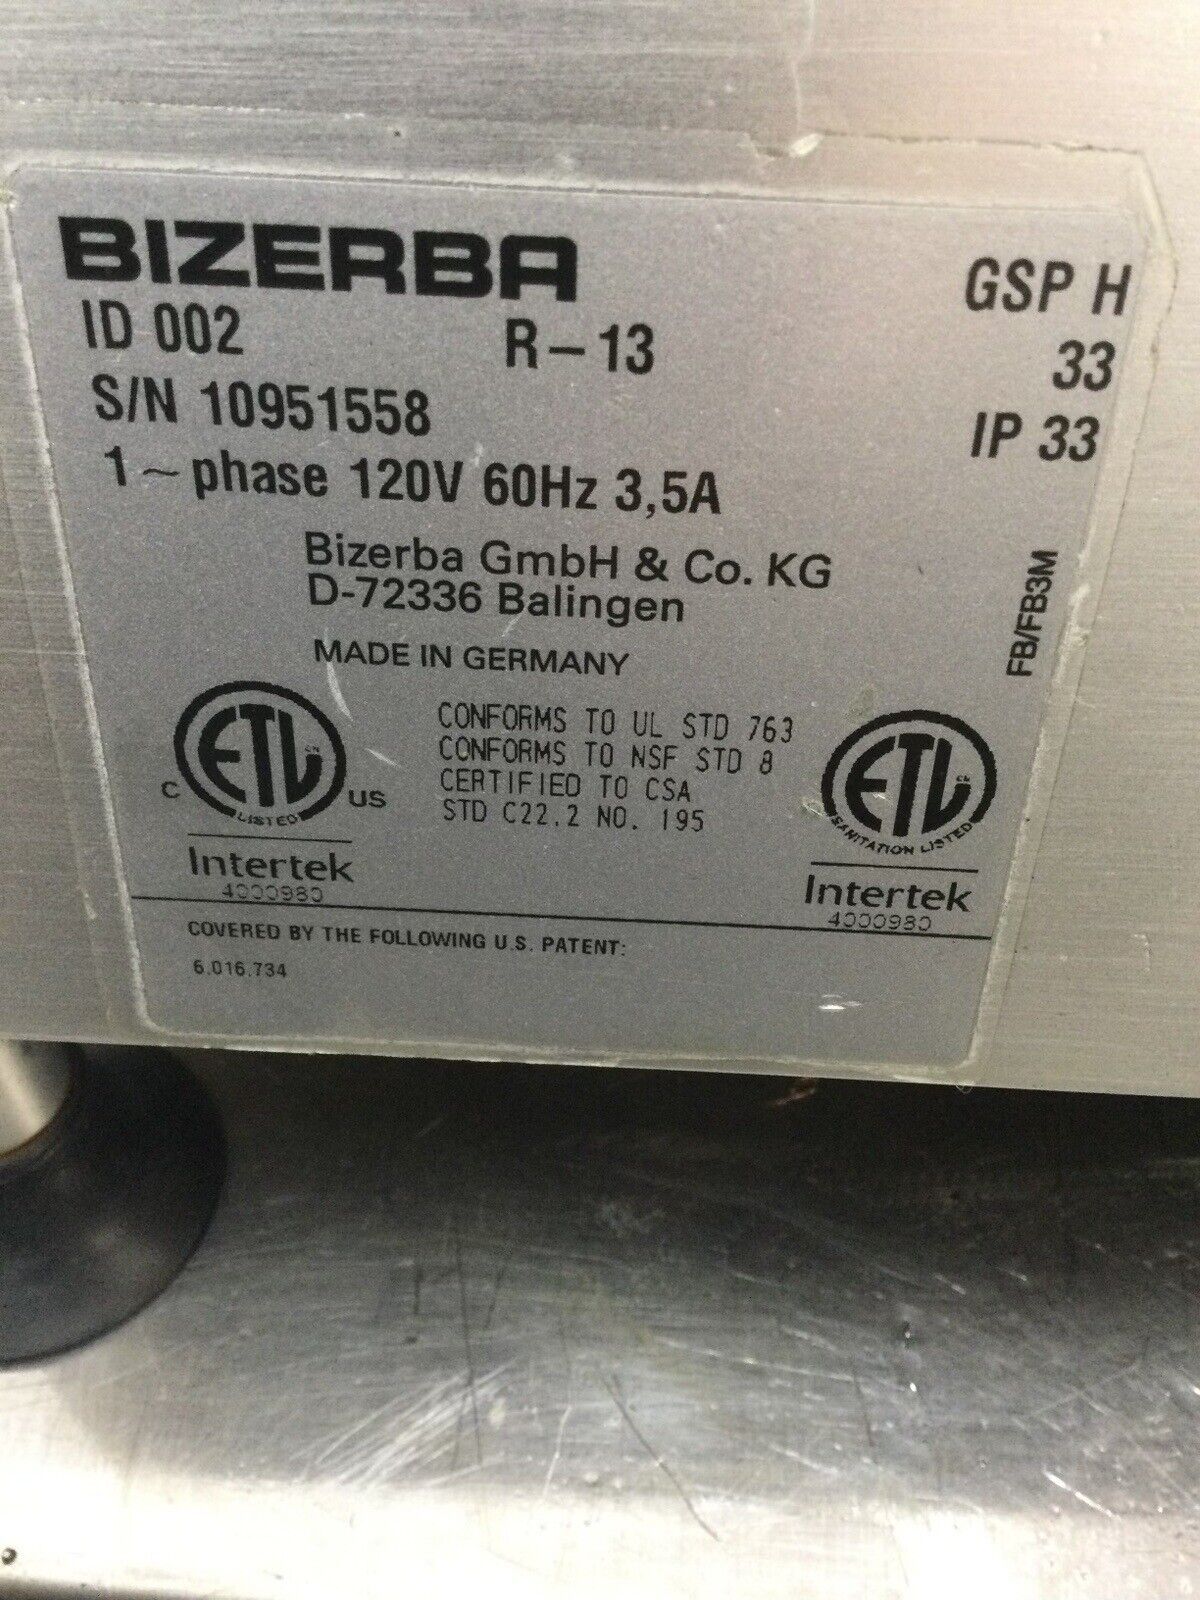 BIZERBA
GSP H
ID 002 R-13 33
S/N 10951558 IP 33
1~phase 120V 60Hz 3,5A
Bizerba GmbH & Co. KG
D-72336 Balingen
MADE IN GERMANY
FB/FB3M
CONFORMS TO UL STD 763
CONFORMS TO NSF STD 8
CERTIFIED TO CSA
STD C22.2 NO. 195
C ETL US
LISTED
Intertek
4000980
ETL
SANITATION LISTED
Intertek
4000980
COVERED BY THE FOLLOWING U.S. PATENT:
6.016.734